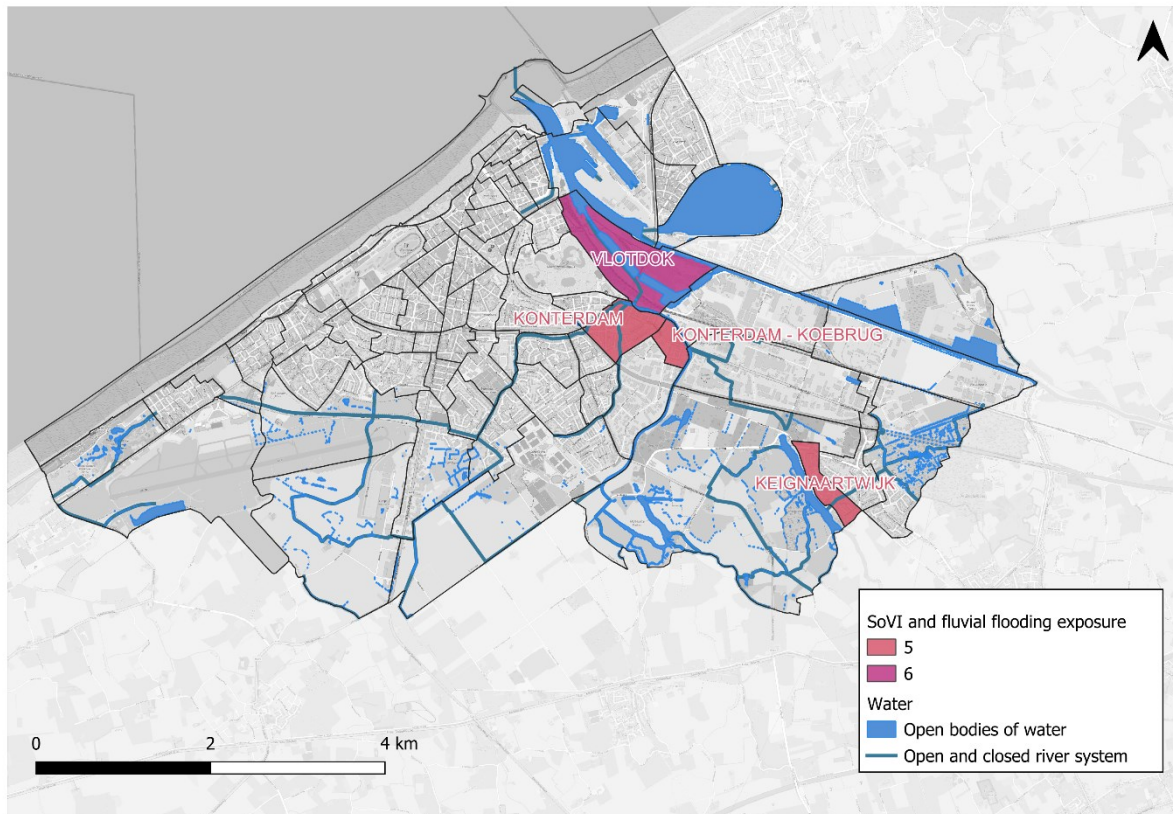 VLOTDOK
KONTERDAM
KONTERDAM - KOEBRUG
KEIGNAARTWIJK
SoVI and fluvial flooding exposure
5
6
Water
Open bodies of water
Open and closed river system
0 2 4 km